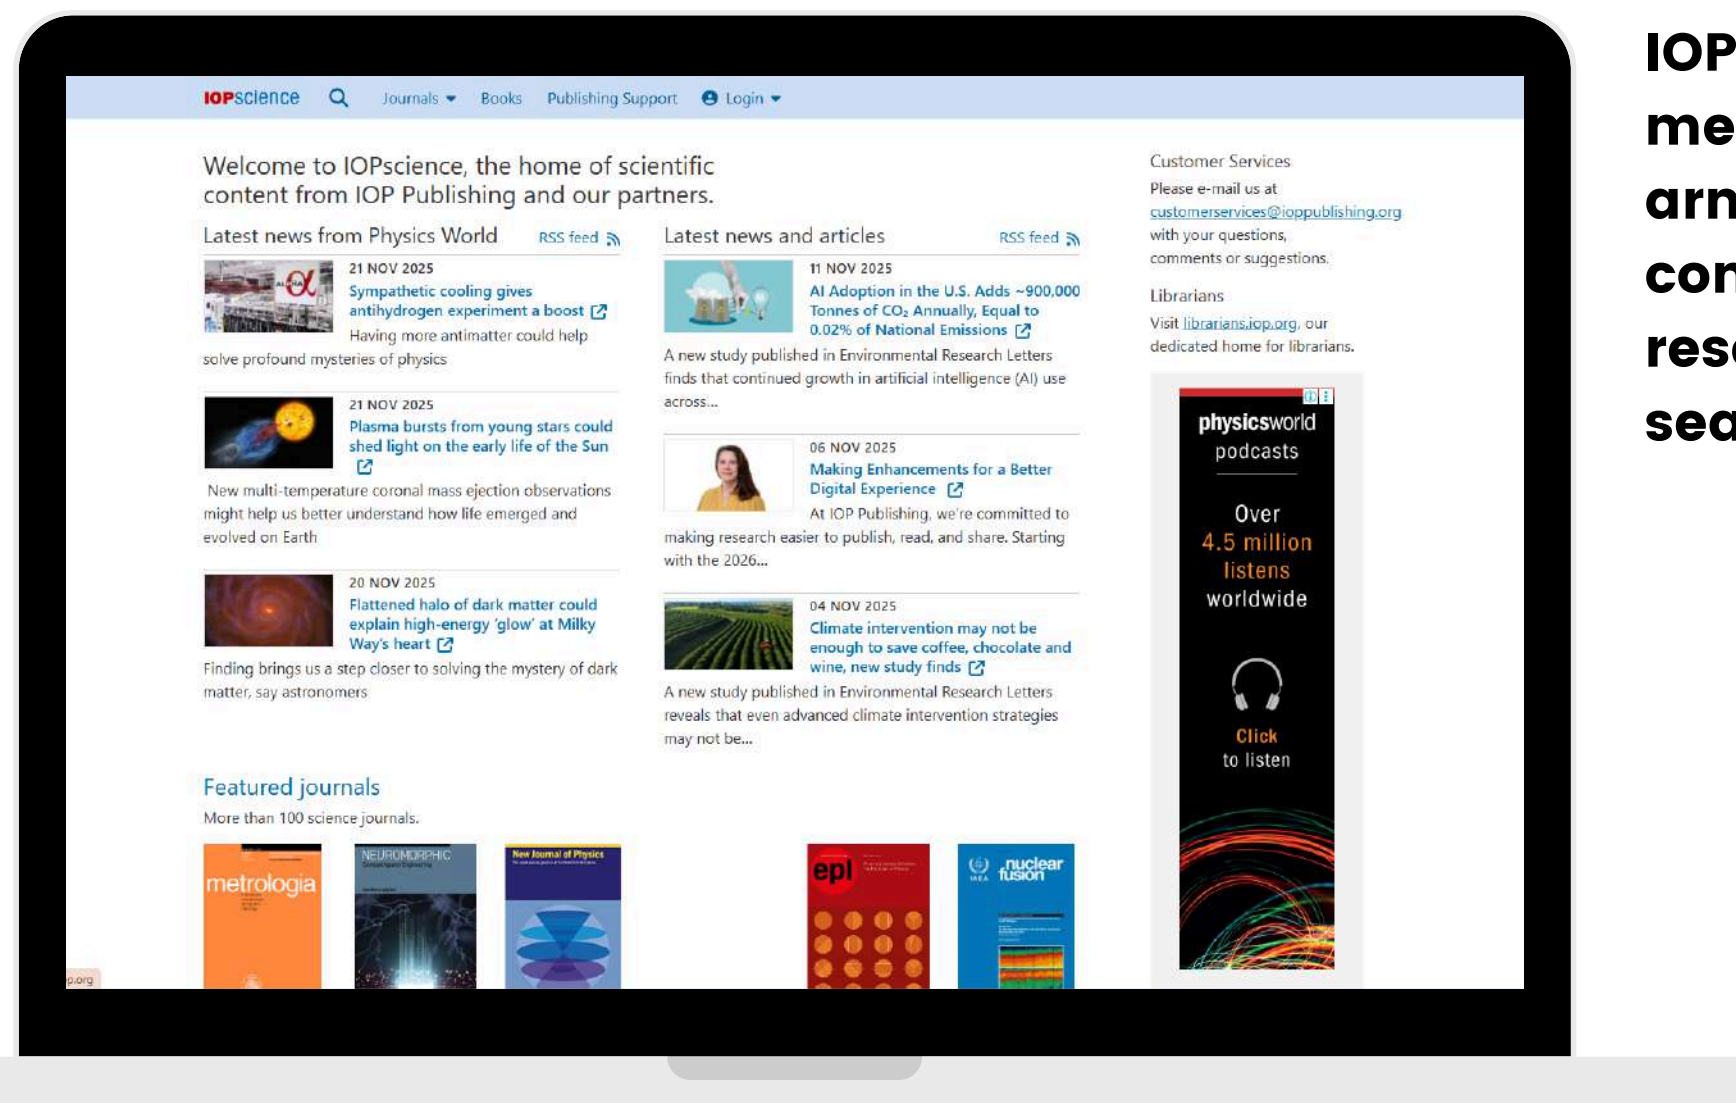 IOPscience Journals Books Publishing Support Login
Welcome to IOPscience, the home of scientific
content from IOP Publishing and our partners.
Latest news from Physics World RSS feed
21 NOV 2025
Sympathetic cooling gives
antihydrogen experiment a boost
Having more antimatter could help
solve profound mysteries of physics
21 NOV 2025
Plasma bursts from young stars could
shed light on the early life of the Sun
New multi-temperature coronal mass ejection observations
might help us better understand how life emerged and
evolved on Earth
20 NOV 2025
Flattened halo of dark matter could
explain high-energy ‘glow’ at Milky
Way’s heart
Finding brings us a step closer to solving the mystery of dark
matter, say astronomers
Latest news and articles RSS feed
11 NOV 2025
AI Adoption in the U.S. Adds ~900,000
Tonnes of CO₂ Annually, Equal to
0.02% of National Emissions
A new study published in Environmental Research Letters
finds that continued growth in artificial intelligence (AI) use
across...
06 NOV 2025
Making Enhancements for a Better
Digital Experience
At IOP Publishing, we're committed to
making research easier to publish, read, and share. Starting
with the 2026...
04 NOV 2025
Climate intervention may not be
enough to save coffee, chocolate and
wine, new study finds
A new study published in Environmental Research Letters
reveals that even advanced climate intervention strategies
may not be...
Customer Services
Please e-mail us at
customerservices@ioppublishing.org
with your questions,
comments or suggestions.
Librarians
Visit librarians.iop.org, our
dedicated home for librarians.
physicsworld
podcasts
Over
4.5 million
listens
worldwide
Click
to listen
Featured journals
More than 100 science journals.
metrologia
NEUROMORPHIC
New Journal of Physics
epl
IAEA
nuclear
fusion
p.org
IOP
me
arn
con
rese
sea